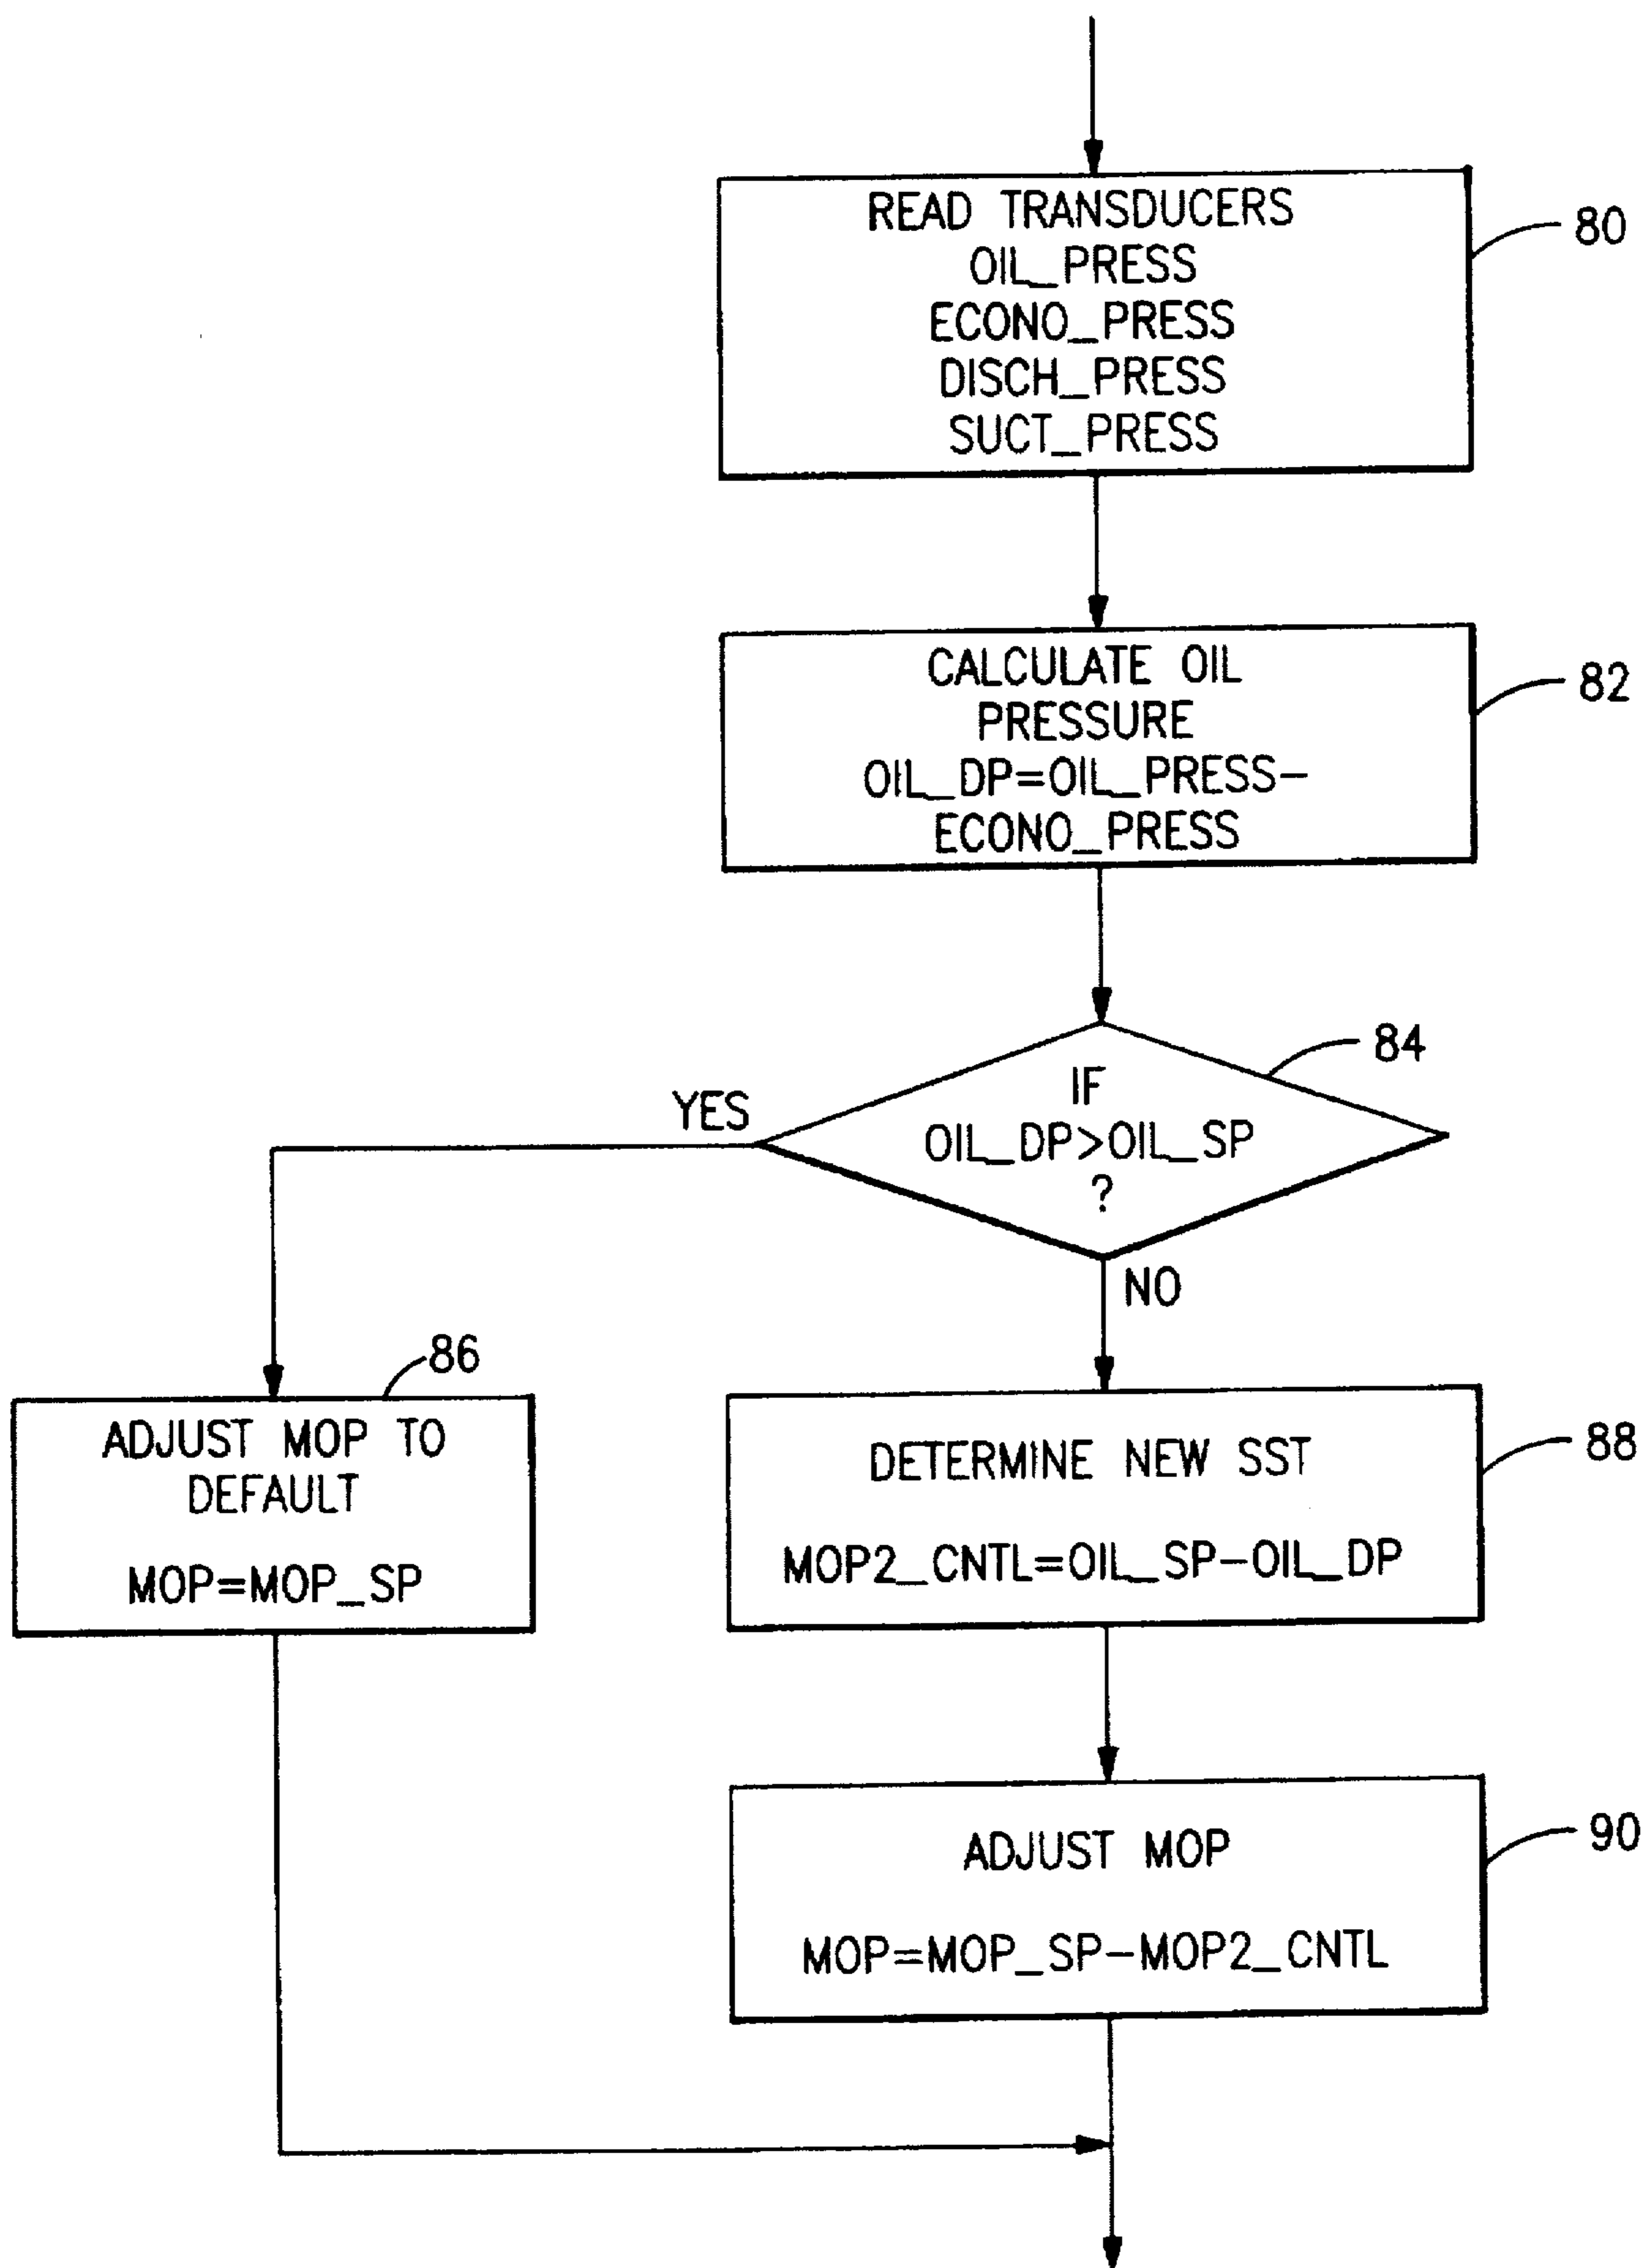 READ TRANSDUCERS
OIL_PRESS
ECONO_PRESS
DISCH_PRESS
SUCT_PRESS
80
CALCULATE OIL
PRESSURE
OIL_DP=OIL_PRESS-
ECONO_PRESS
82
IF
OIL_DP>OIL_SP
?
84
YES
NO
86
ADJUST MOP TO
DEFAULT
MOP=MOP_SP
DETERMINE NEW SST
MOP2_CNTL=OIL_SP-OIL_DP
88
ADJUST MOP
MOP=MOP_SP-MOP2_CNTL
90